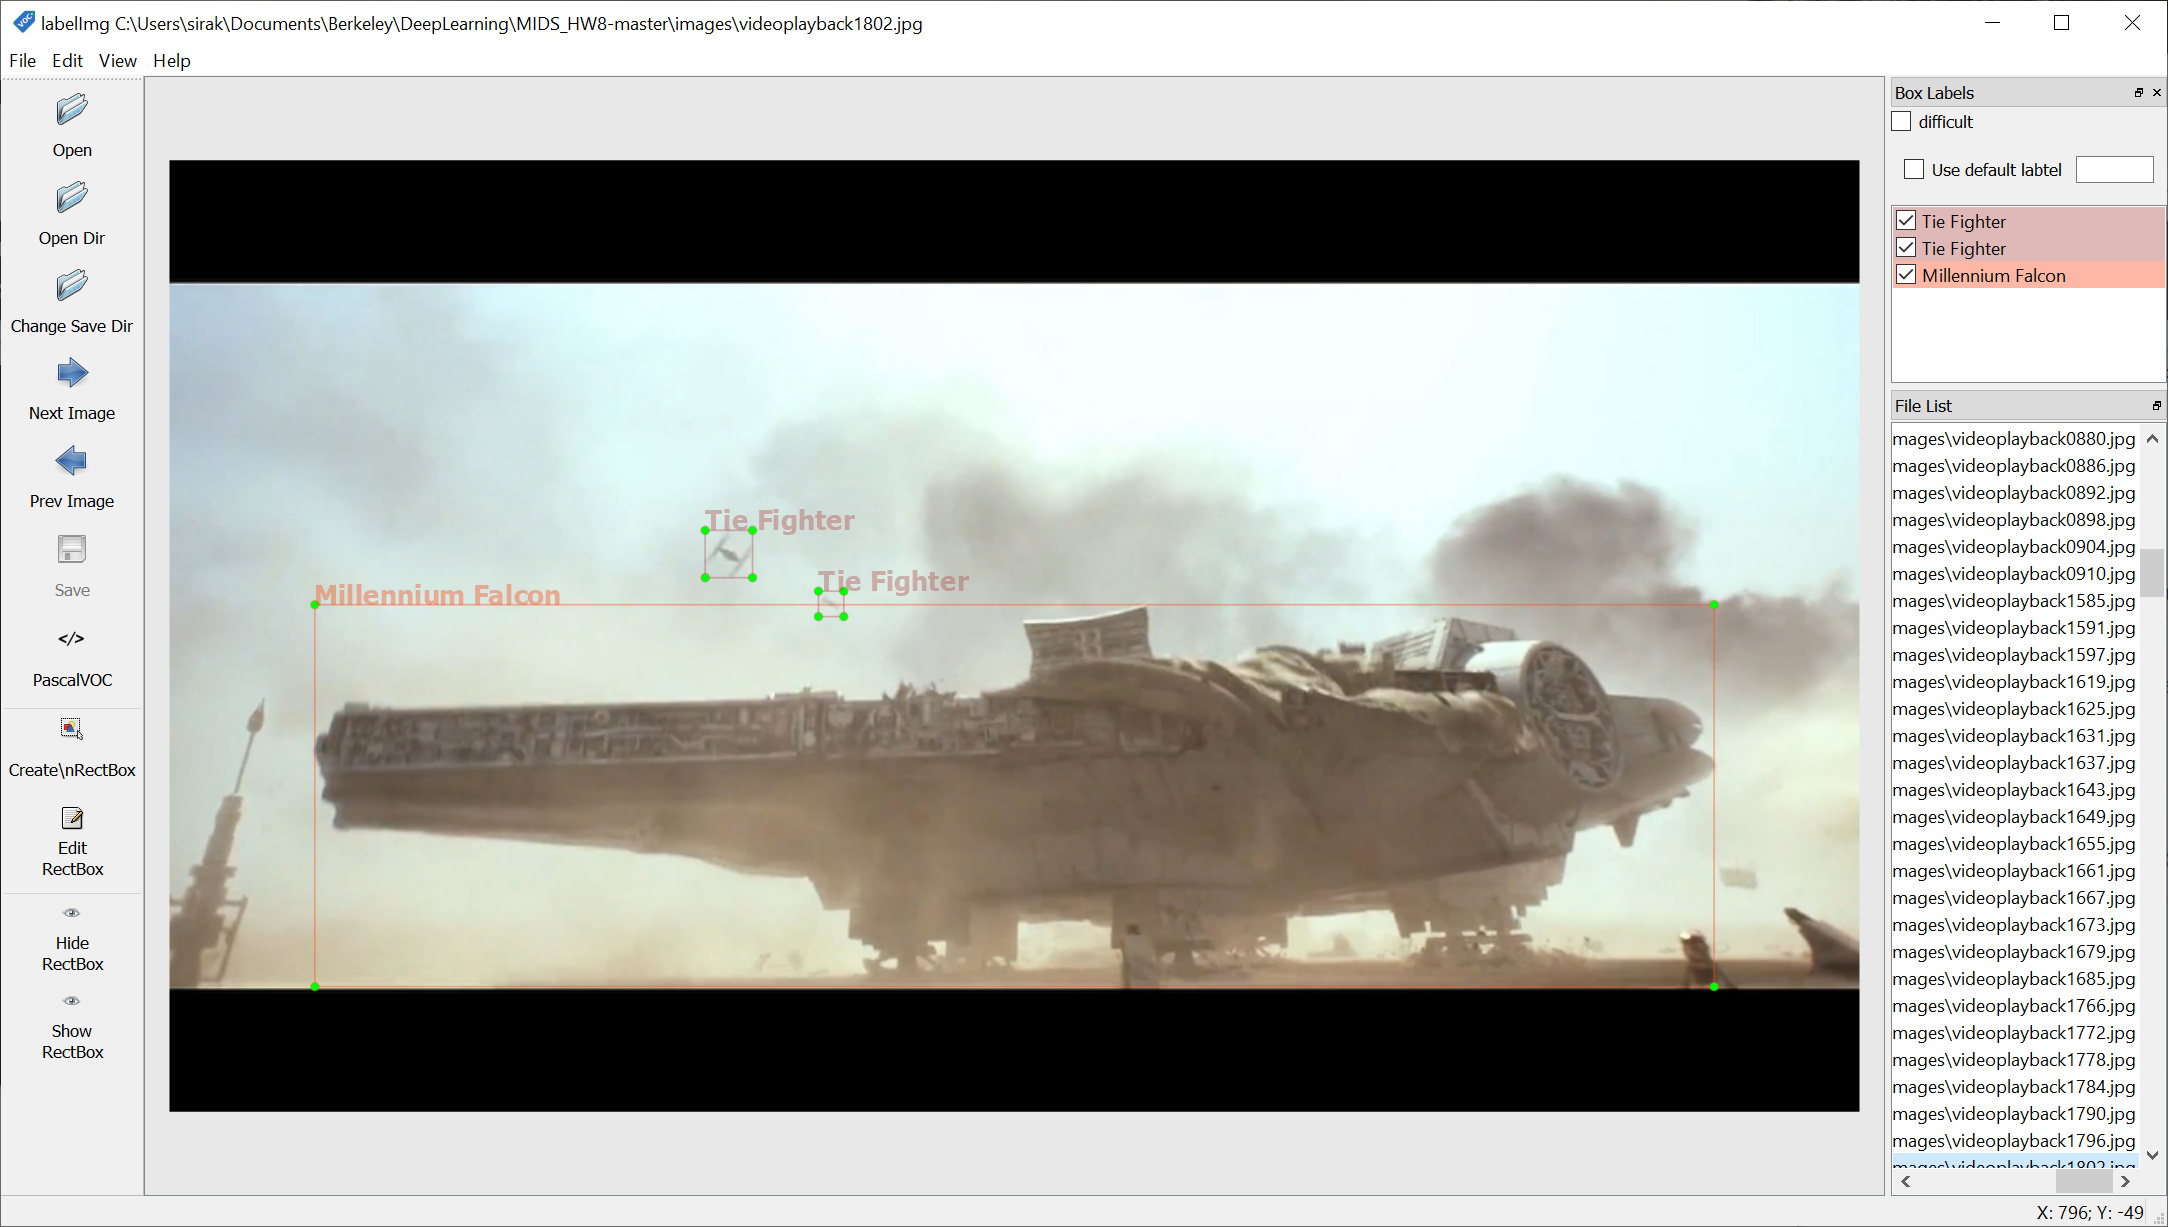 labelImg C:\Users\sirak\Documents\Berkeley\DeepLearning\MIDS_HW8-master\images\videoplayback1802.jpg
File Edit View Help
Open
Open Dir
Change Save Dir
Next Image
Prev Image
Save
</>
PascalVOC
Create\nRectBox
Edit
RectBox
Hide
RectBox
Show
RectBox
Tie Fighter
Tie Fighter
Millennium Falcon
Box Labels
difficult
Use default labtel
Tie Fighter
Tie Fighter
Millennium Falcon
File List
mages\videoplayback0880.jpg
mages\videoplayback0886.jpg
mages\videoplayback0892.jpg
mages\videoplayback0898.jpg
mages\videoplayback0904.jpg
mages\videoplayback0910.jpg
mages\videoplayback1585.jpg
mages\videoplayback1591.jpg
mages\videoplayback1597.jpg
mages\videoplayback1619.jpg
mages\videoplayback1625.jpg
mages\videoplayback1631.jpg
mages\videoplayback1637.jpg
mages\videoplayback1643.jpg
mages\videoplayback1649.jpg
mages\videoplayback1655.jpg
mages\videoplayback1661.jpg
mages\videoplayback1667.jpg
mages\videoplayback1673.jpg
mages\videoplayback1679.jpg
mages\videoplayback1685.jpg
mages\videoplayback1766.jpg
mages\videoplayback1772.jpg
mages\videoplayback1778.jpg
mages\videoplayback1784.jpg
mages\videoplayback1790.jpg
mages\videoplayback1796.jpg
mages\videoplayback1802.jpg
X: 796; Y: -49